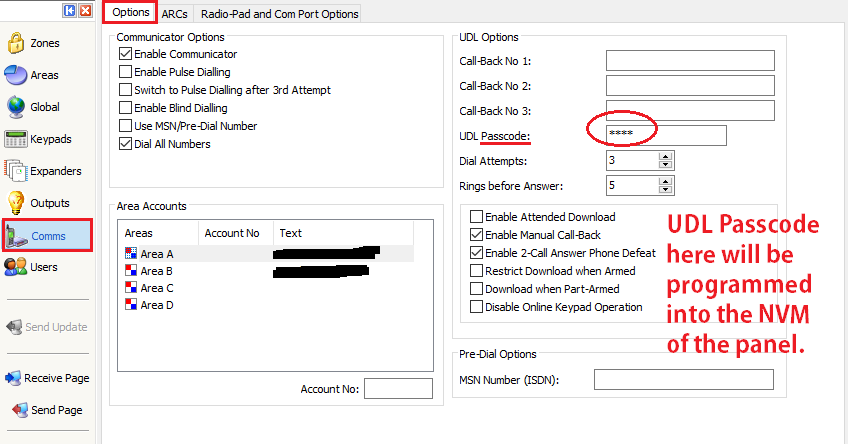 Options
ARCs
Radio-Pad and Com Port Options
Zones
Areas
Global
Keypads
Expanders
Outputs
Comms
Users
Send Update
Receive Page
Send Page
Communicator Options
Enable Communicator
Enable Pulse Dialling
Switch to Pulse Dialling after 3rd Attempt
Enable Blind Dialling
Use MSN/Pre-Dial Number
Dial All Numbers
Area Accounts
Areas Account No Text
Area A
Area B
Area C
Area D
Account No:
UDL Options
Call-Back No 1:
Call-Back No 2:
Call-Back No 3:
UDL Passcode: ****
Dial Attempts: 3
Rings before Answer: 5
Enable Attended Download
Enable Manual Call-Back
Enable 2-Call Answer Phone Defeat
Restrict Download when Armed
Download when Part-Armed
Disable Online Keypad Operation
Pre-Dial Options
MSN Number (ISDN):
UDL Passcode
here will be
programmed
into the NVM
of the panel.